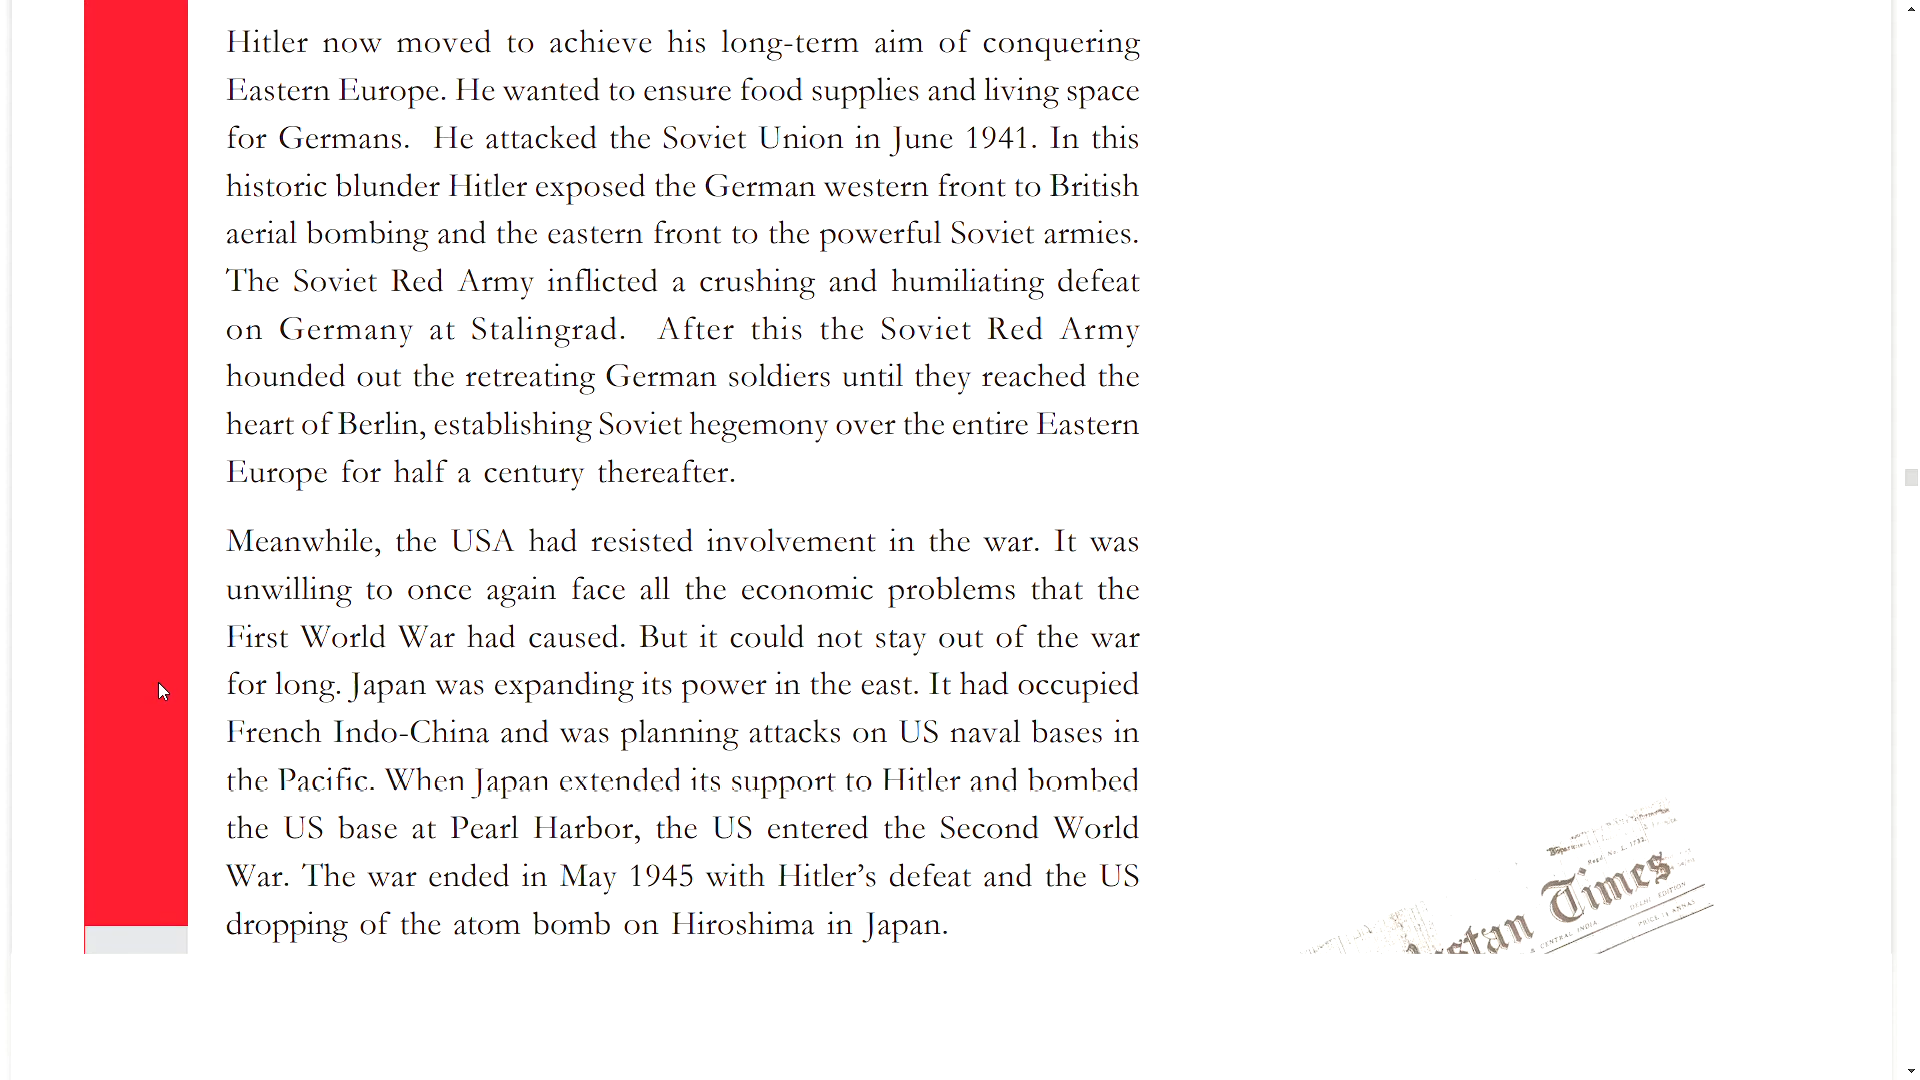 Hitler now moved to achieve his long-term aim of conquering
Eastern Europe. He wanted to ensure food supplies and living space
for Germans. He attacked the Soviet Union in June 1941. In this
historic blunder Hitler exposed the German western front to British
aerial bombing and the eastern front to the powerful Soviet armies.
The Soviet Red Army inflicted a crushing and humiliating defeat
on Germany at Stalingrad. After this the Soviet Red Army
hounded out the retreating German soldiers until they reached the
heart of Berlin, establishing Soviet hegemony over the entire Eastern
Europe for half a century thereafter.
Meanwhile, the USA had resisted involvement in the war. It was
unwilling to once again face all the economic problems that the
First World War had caused. But it could not stay out of the war
for long. Japan was expanding its power in the east. It had occupied
French Indo-China and was planning attacks on US naval bases in
the Pacific. When Japan extended its support to Hitler and bombed
the US base at Pearl Harbor, the US entered the Second World
War. The war ended in May 1945 with Hitler’s defeat and the US
dropping of the atom bomb on Hiroshima in Japan.
Times
CENTRAL INDIA
DELHI EDITION